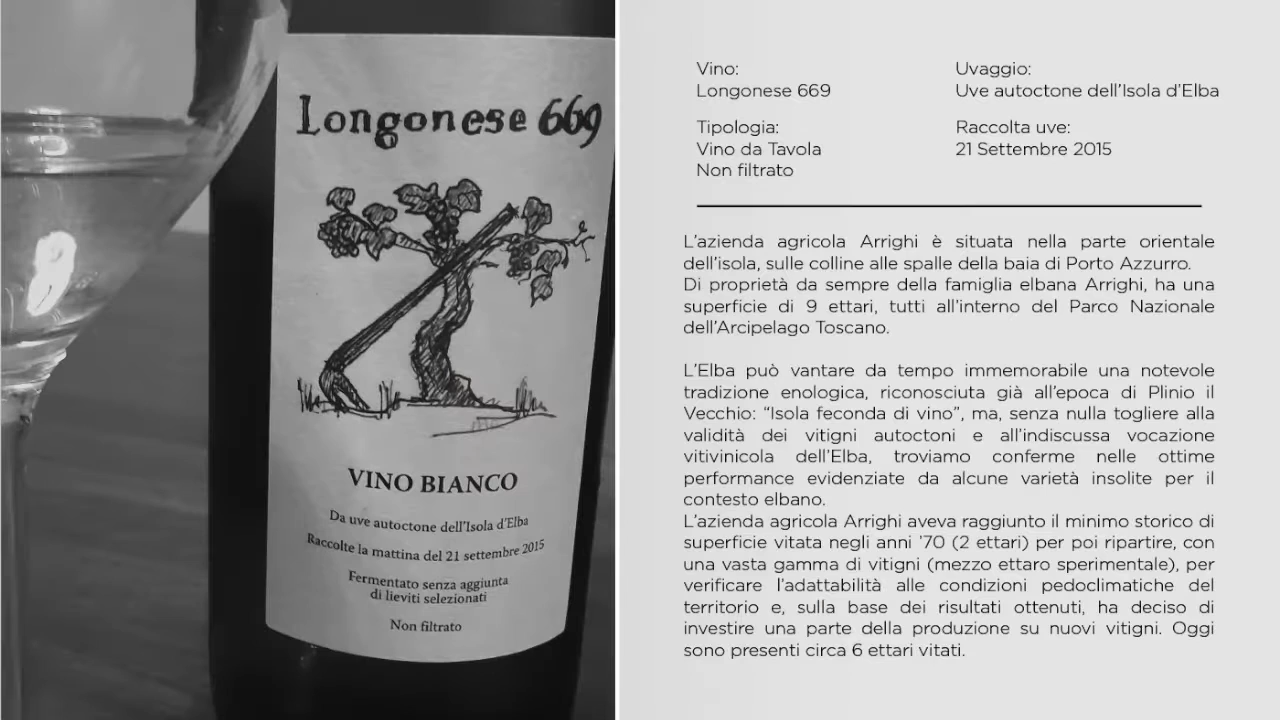 Longonese 669
VINO BIANCO
Da uve autoctone dell'Isola d'Elba
Raccolte la mattina del 21 settembre 2015
Fermentato senza aggiunta
di lieviti selezionati
Non filtrato
Vino:
Longonese 669
Uvaggio:
Uve autoctone dell'Isola d'Elba
Tipologia:
Vino da Tavola
Non filtrato
Raccolta uve:
21 Settembre 2015
L'azienda agricola Arrighi è situata nella parte orientale
dell'isola, sulle colline alle spalle della baia di Porto Azzurro.
Di proprietà da sempre della famiglia elbana Arrighi, ha una
superficie di 9 ettari, tutti all'interno del Parco Nazionale
dell'Arcipelago Toscano.
L'Elba può vantare da tempo immemorabile una notevole
tradizione enologica, riconosciuta già all'epoca di Plinio il
Vecchio: "Isola feconda di vino", ma, senza nulla togliere alla
validità dei vitigni autoctoni e all'indiscussa vocazione
vitivinicola dell'Elba, troviamo conferme nelle ottime
performance evidenziate da alcune varietà insolite per il
contesto elbano.
L'azienda agricola Arrighi aveva raggiunto il minimo storico di
superficie vitata negli anni '70 (2 ettari) per poi ripartire, con
una vasta gamma di vitigni (mezzo ettaro sperimentale), per
verificare l'adattabilità alle condizioni pedoclimatiche del
territorio e, sulla base dei risultati ottenuti, ha deciso di
investire una parte della produzione su nuovi vitigni. Oggi
sono presenti circa 6 ettari vitati.